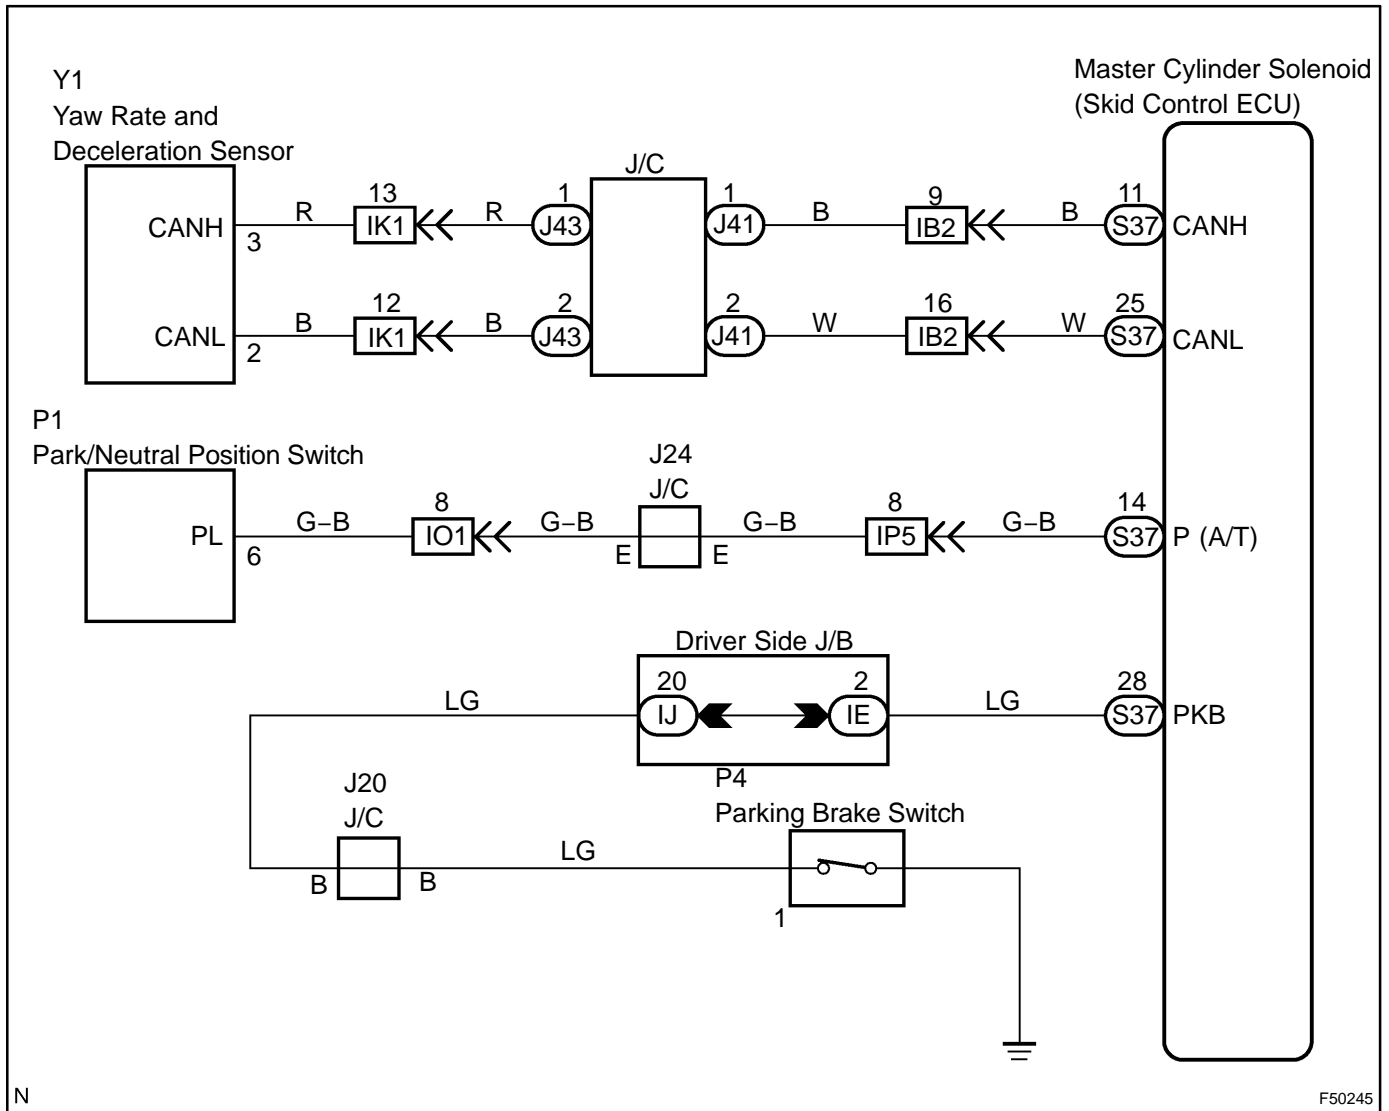 Y1
Yaw Rate and
Deceleration Sensor
Master Cylinder Solenoid
(Skid Control ECU)
J/C
CANH 3 R 13 IK1 R 1 J43 1 J41 B 9 IB2 B 11 S37 CANH
CANL 2 B 12 IK1 B 2 J43 2 J41 W 16 IB2 W 25 S37 CANL
P1
Park/Neutral Position Switch
J24
J/C
PL 6 G–B 8 IO1 G–B E E G–B 8 IP5 G–B 14 S37 P (A/T)
Driver Side J/B
LG 20 IJ 2 IE LG 28 S37 PKB
P4
Parking Brake Switch
J20
J/C
B B LG 1
N
F50245